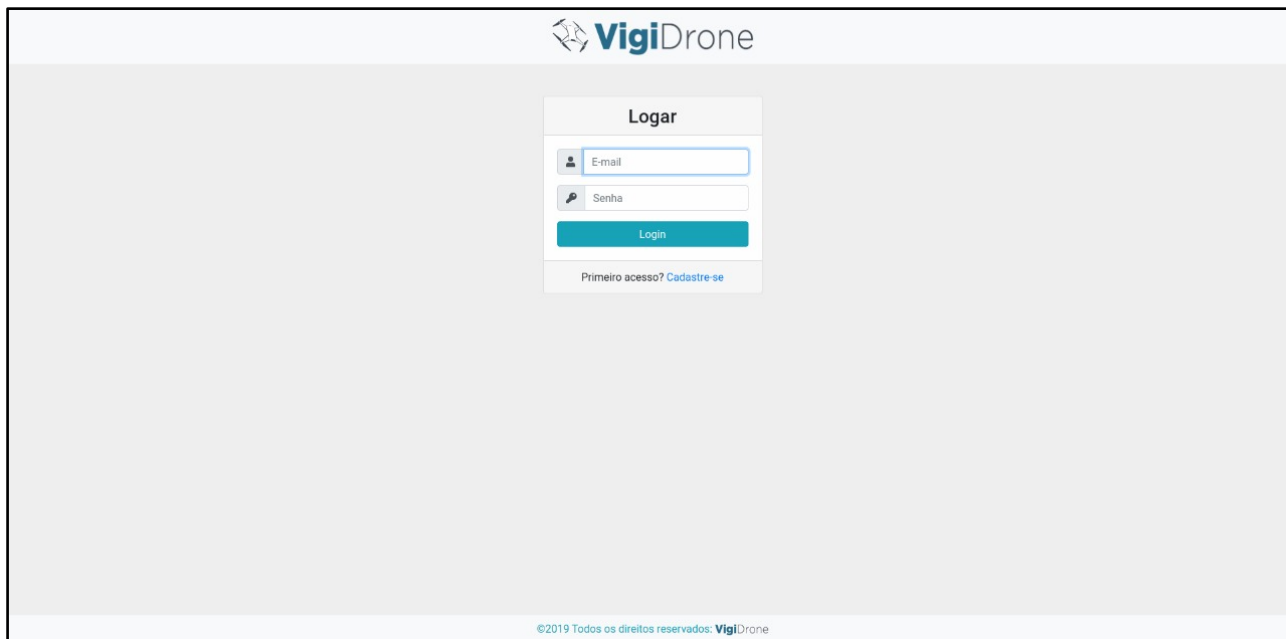 VigiDrone
Logar
E-mail
Senha
Login
Primeiro acesso? Cadastre-se
©2019 Todos os direitos reservados: VigiDrone